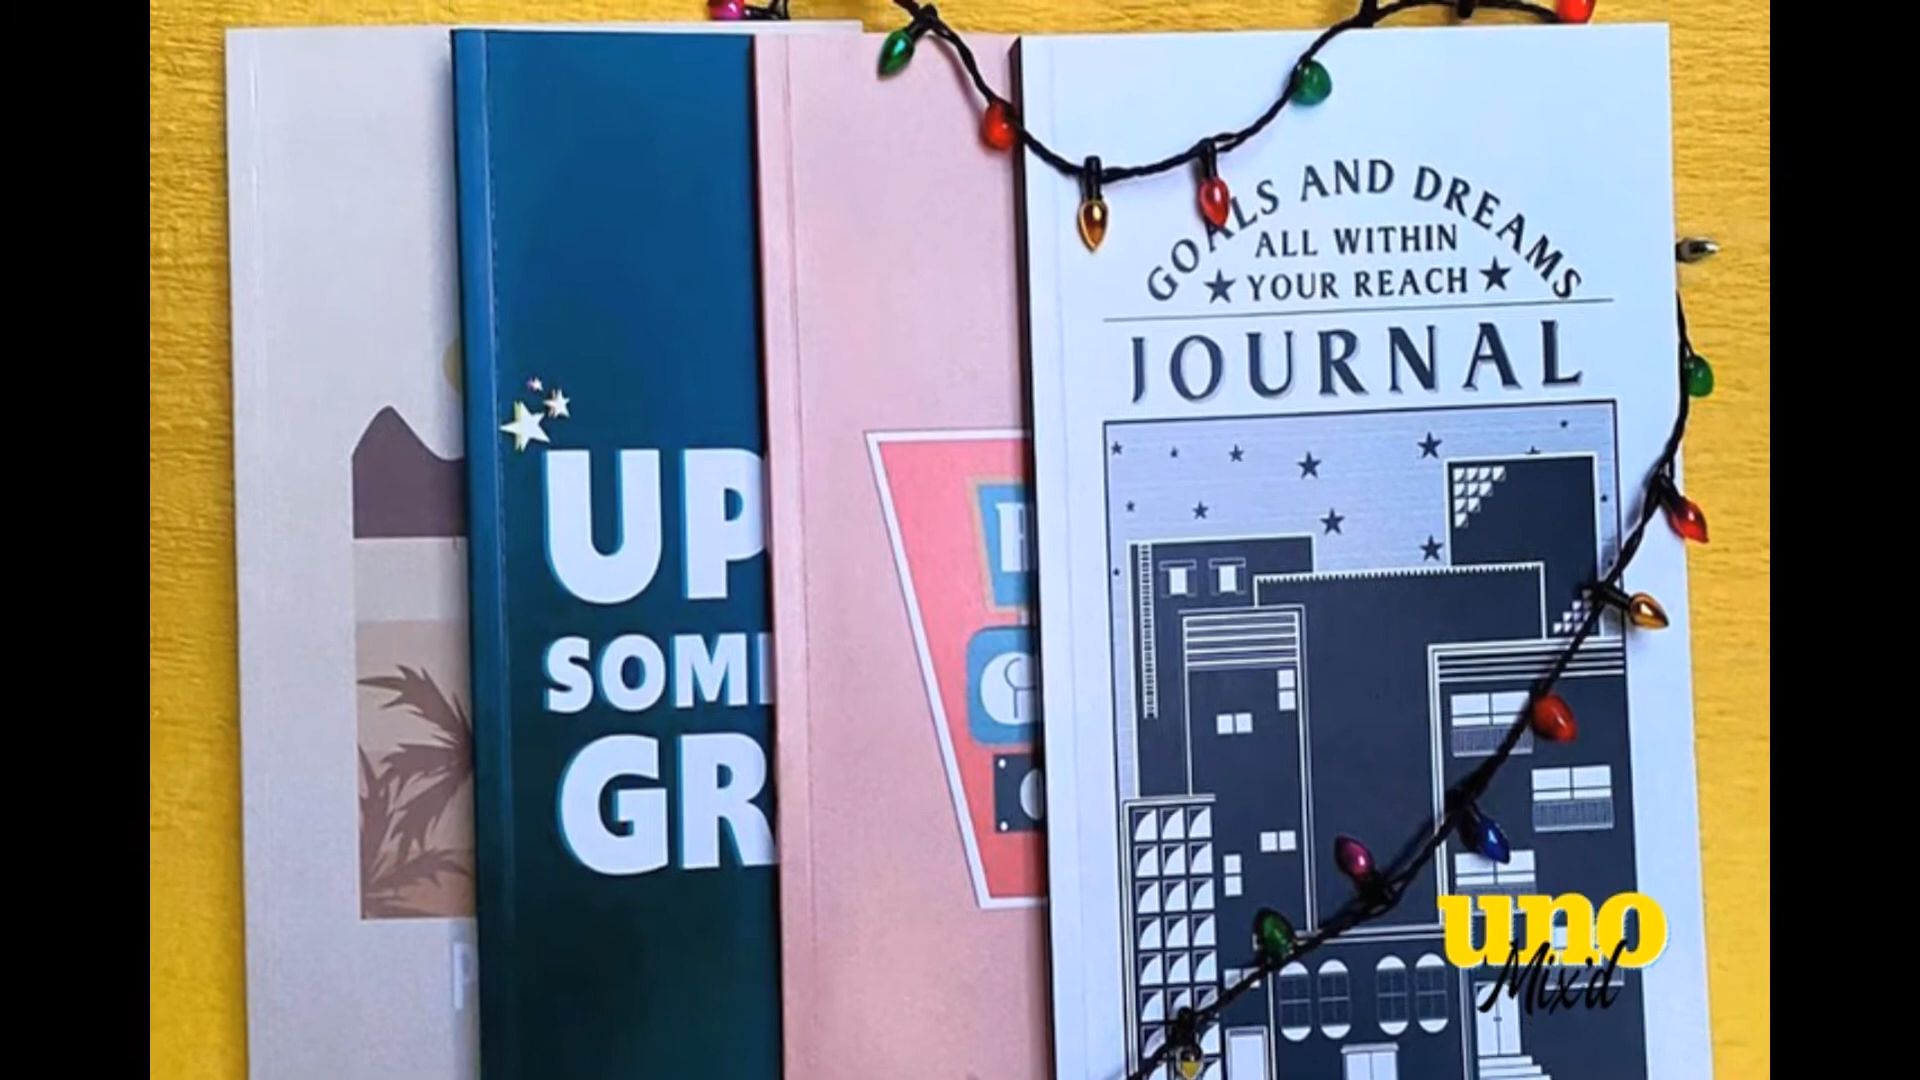 UP
SOM
GR
GOALS AND DREAMS
ALL WITHIN
YOUR REACH
JOURNAL
uno
Mix'd